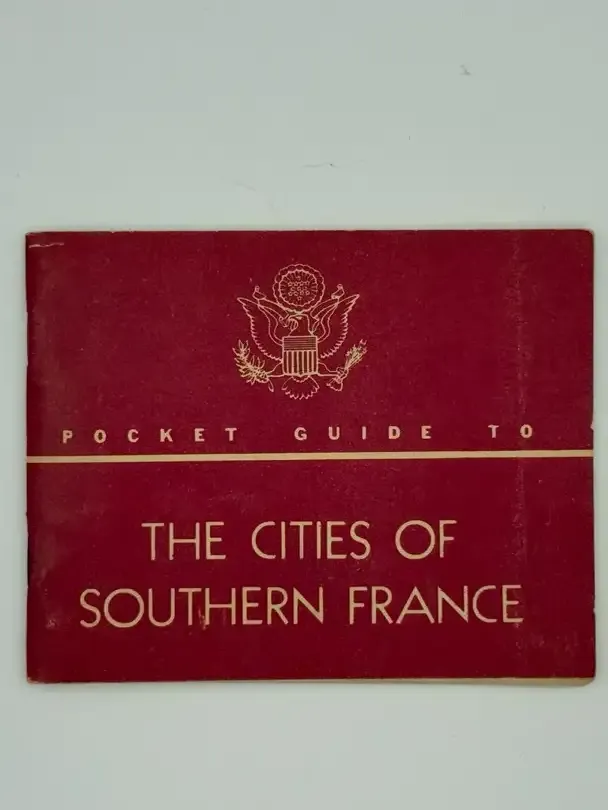 POCKET GUIDE TO
THE CITIES OF
SOUTHERN FRANCE